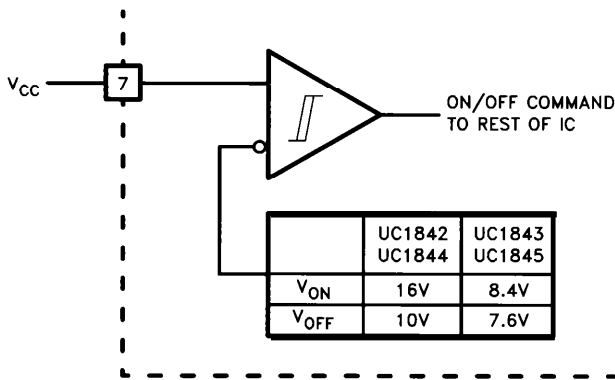 V_CC 7
ON/OFF COMMAND
TO REST OF IC
UC1842 UC1843
UC1844 UC1845
V_ON 16V 8.4V
V_OFF 10V 7.6V